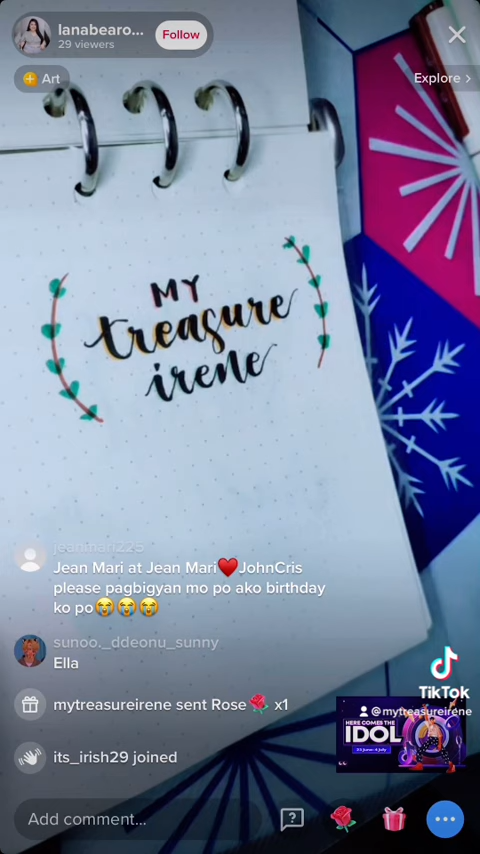 lanabearo...
29 viewers
Follow
Art
Explore >
MY
treasure
irene
jeanmari225
Jean Mari at Jean Mari❤️JohnCris
please pagbigyan mo po ako birthday
ko po😭😭😭
sunoo._ddeonu_sunny
Ella
mytreasureirene sent Rose🌹 x1
its_irish29 joined
TikTok
@mytreasureirene
HERE COMES THE
IDOL
Add comment...